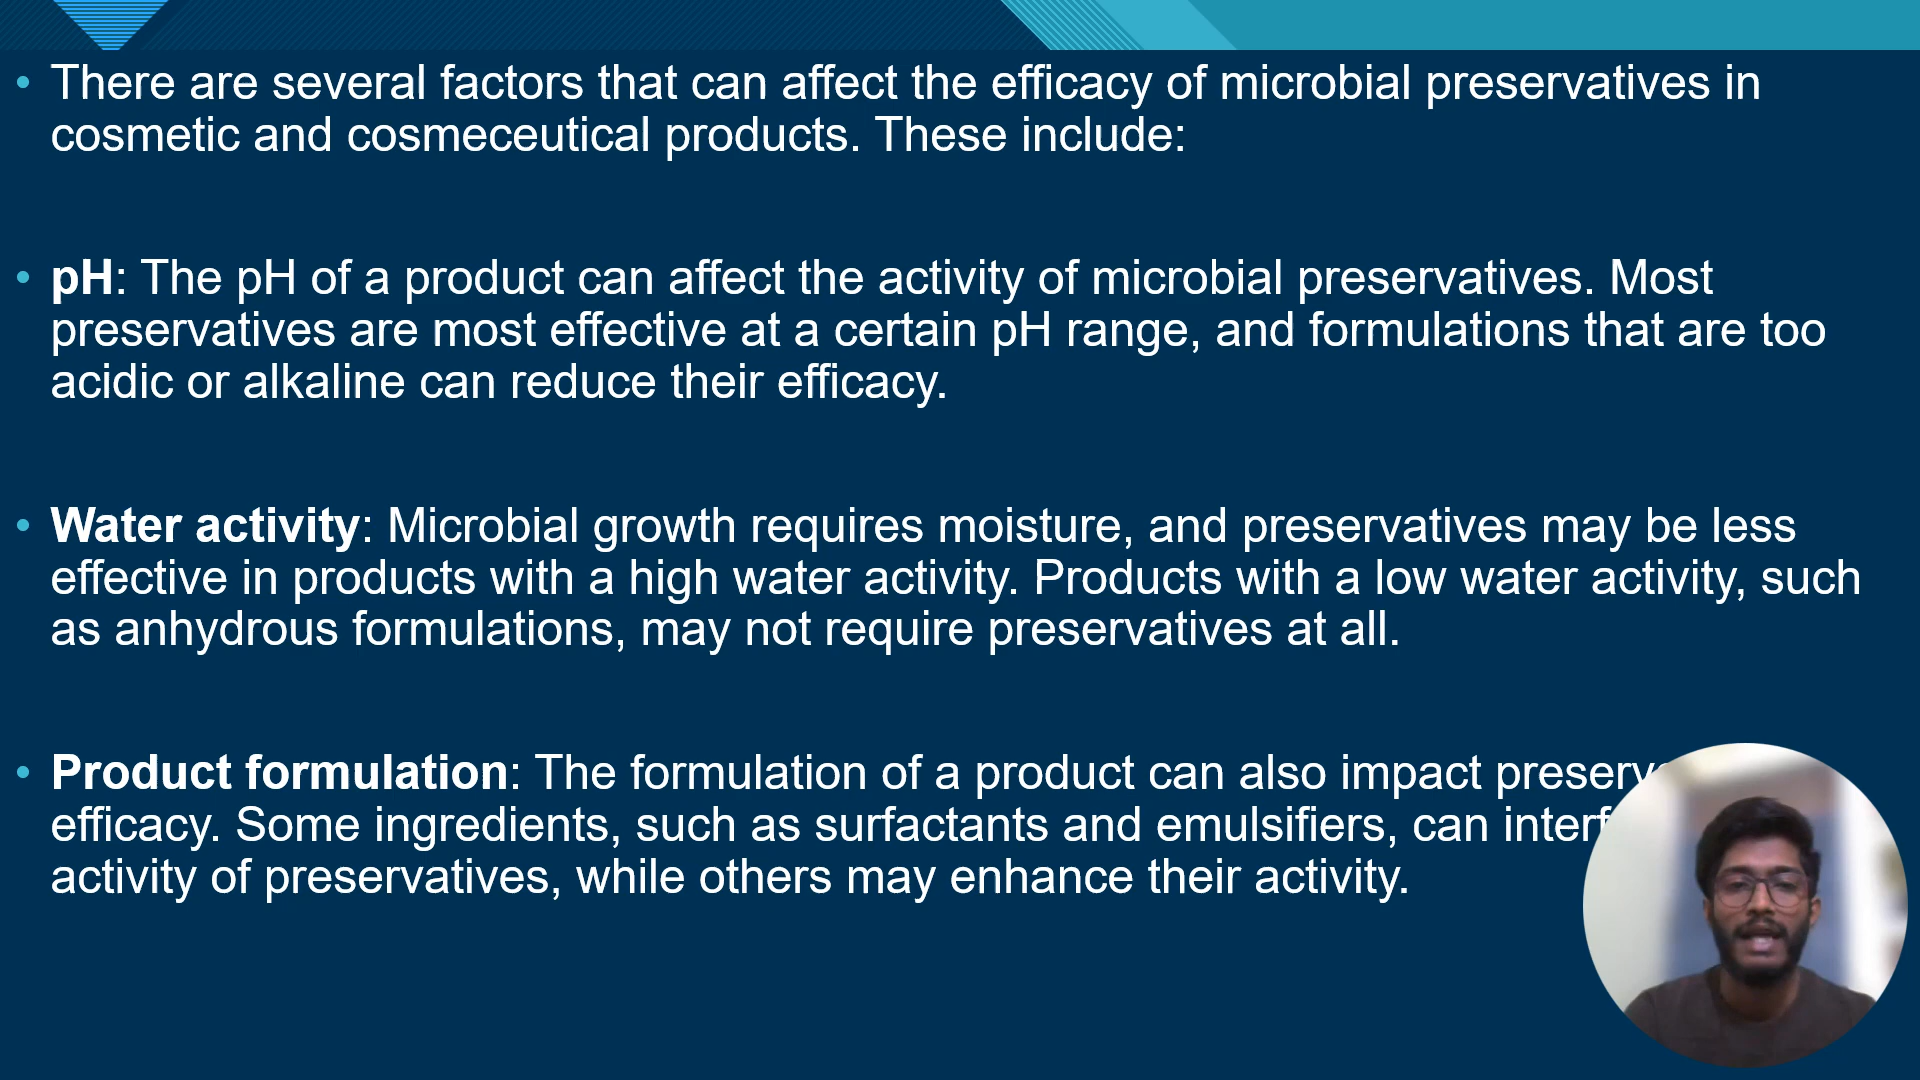 There are several factors that can affect the efficacy of microbial preservatives in
cosmetic and cosmeceutical products. These include:
pH: The pH of a product can affect the activity of microbial preservatives. Most
preservatives are most effective at a certain pH range, and formulations that are too
acidic or alkaline can reduce their efficacy.
Water activity: Microbial growth requires moisture, and preservatives may be less
effective in products with a high water activity. Products with a low water activity, such
as anhydrous formulations, may not require preservatives at all.
Product formulation: The formulation of a product can also impact
efficacy. Some ingredients, such as surfactants and emulsifiers, can
activity of preservatives, while others may enhance their activity.